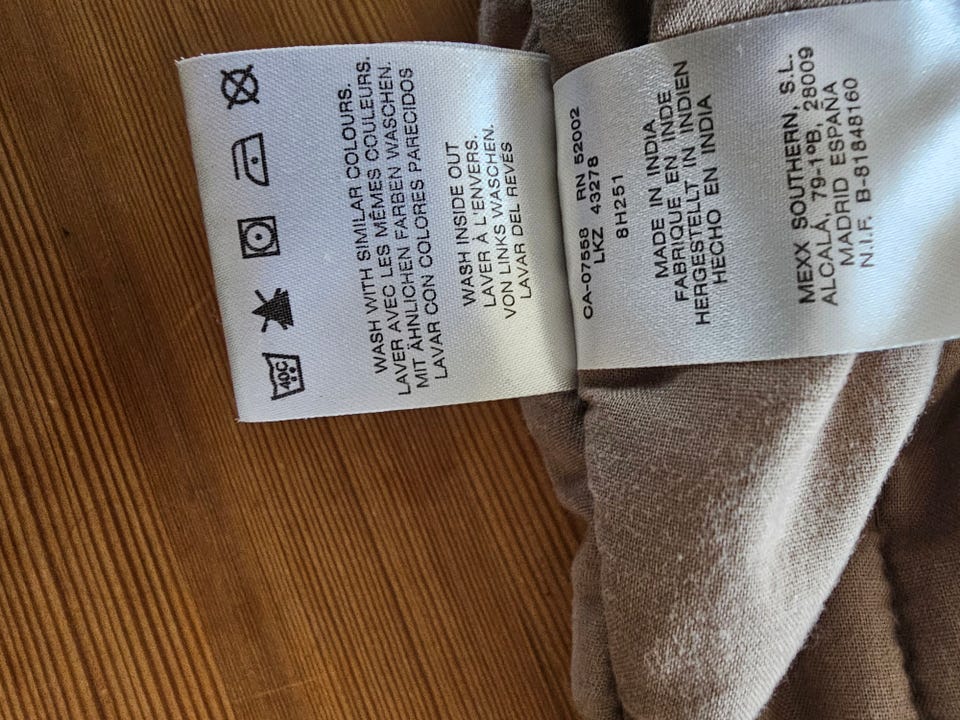 40C
WASH WITH SIMILAR COLOURS.
LAVER AVEC LES MÊMES COULEURS.
MIT ÄHNLICHEN FARBEN WASCHEN.
LAVAR CON COLORES PARECIDOS
WASH INSIDE OUT
LAVER À L'ENVERS.
VON LINKS WASCHEN.
LAVAR DEL REVÉS
CA-07558 RN 52002
LKZ 43278
8H251
MADE IN INDIA
FABRIQUE EN INDE
HERGESTELLT IN INDIEN
HECHO EN INDIA
MEXX SOUTHERN, S.L.
ALCALÁ, 79-1ºB, 28009
MADRID ESPAÑA
N.I.F. B-81848160